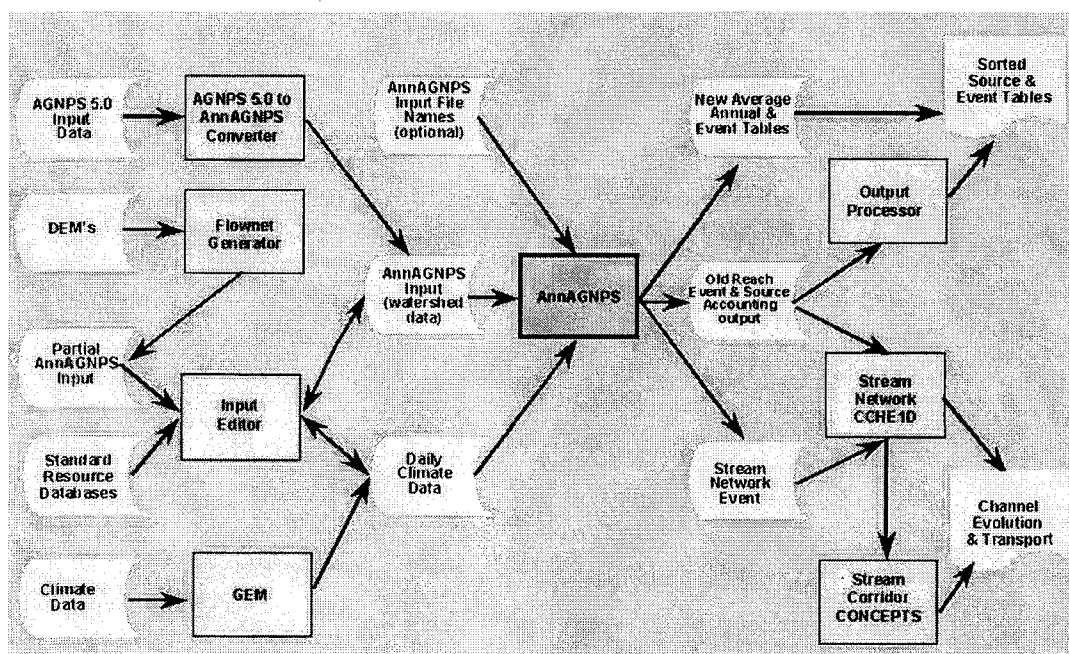 AGNPS 5.0
Input
Data
AGNPS 5.0 to
AnnAGNPS
Converter
AnnAGNPS
Input File
Names
(optional)
New Average
Annual &
Event Tables
Sorted
Source &
Event Tables
DEM's
Flownet
Generator
Output
Processor
AnnAGNPS
Input
(watershed
data)
AnnAGNPS
Old Reach
Event & Source
Accounting
output
Partial
AnnAGNPS
Input
Input
Editor
Stream
Network
CCHE1D
Standard
Resource
Databases
Daily
Climate
Data
Stream
Network
Event
Channel
Evolution
& Transport
Climate
Data
GEM
Stream
Corridor
CONCEPTS